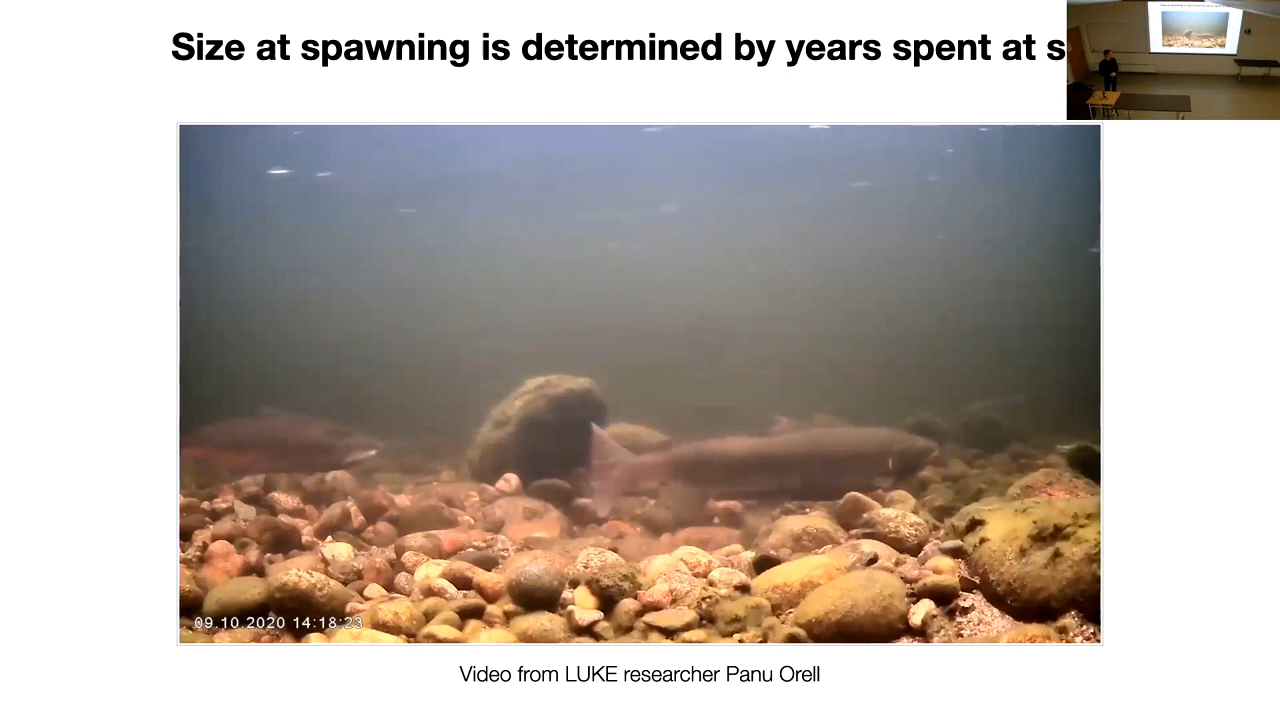 Size at spawning is determined by years spent at s
09.10.2020 14:18:23
Video from LUKE researcher Panu Orell